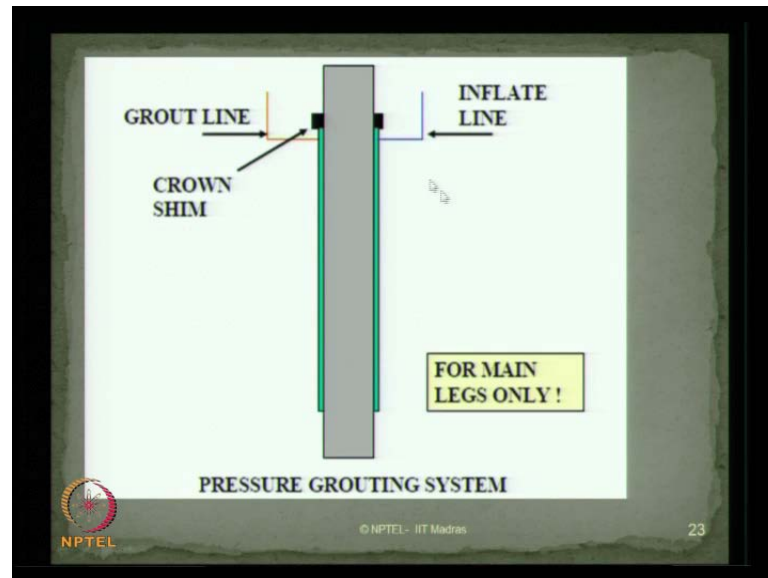 GROUT LINE
INFLATE
LINE
CROWN
SHIM
FOR MAIN
LEGS ONLY !
PRESSURE GROUTING SYSTEM
© NPTEL- IIT Madras
23
NPTEL